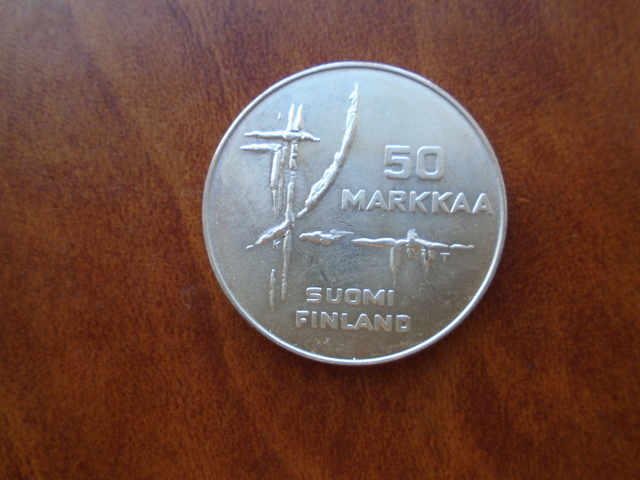 50
MARKKAA
K T
SUOMI
FINLAND